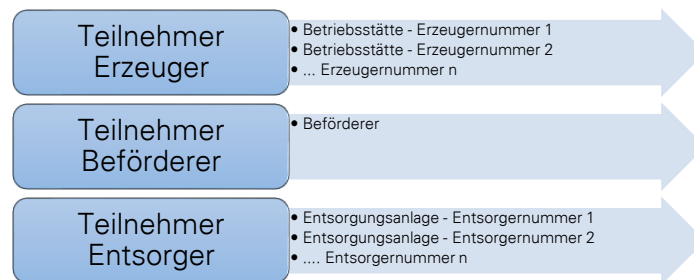 Teilnehmer
Erzeuger
• Betriebsstätte - Erzeugernummer 1
• Betriebsstätte - Erzeugernummer 2
• ... Erzeugernummer n
Teilnehmer
Beförderer
• Beförderer
Teilnehmer
Entsorger
• Entsorgungsanlage - Entsorgernummer 1
• Entsorgungsanlage - Entsorgernummer 2
• .... Entsorgernummer n